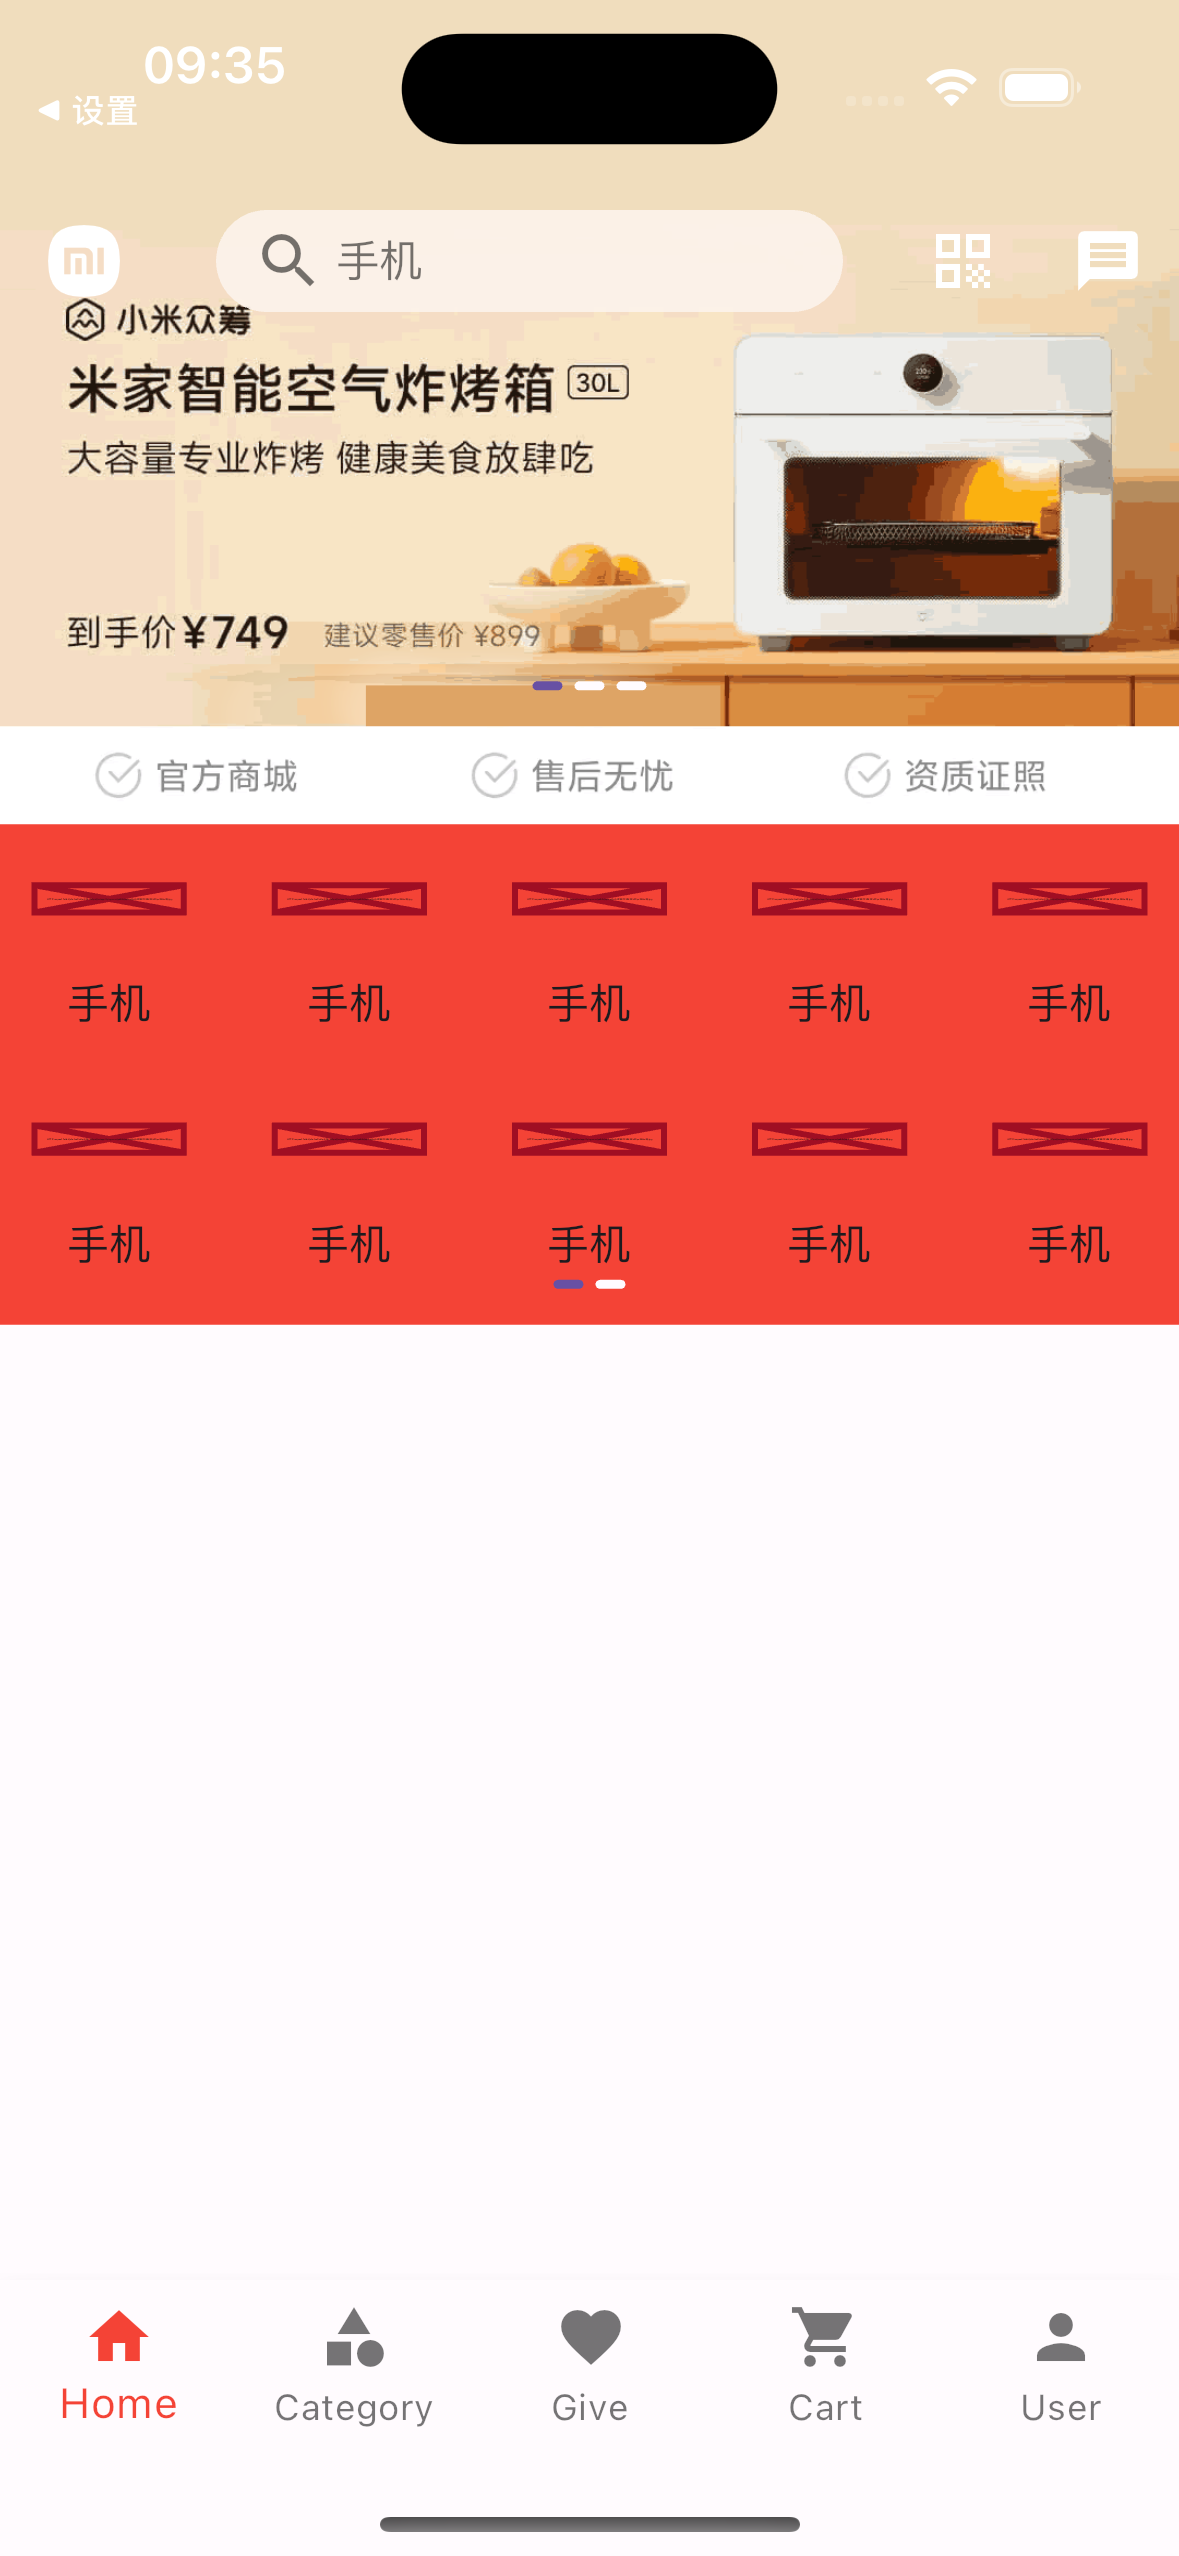 09:35
设置
手机
小米众筹
米家智能空气炸烤箱 30L
大容量专业炸烤 健康美食放肆吃
到手价¥749 建议零售价 ¥899
官方商城 售后无忧 资质证照
手机 手机 手机 手机 手机
手机 手机 手机 手机 手机
Home Category Give Cart User